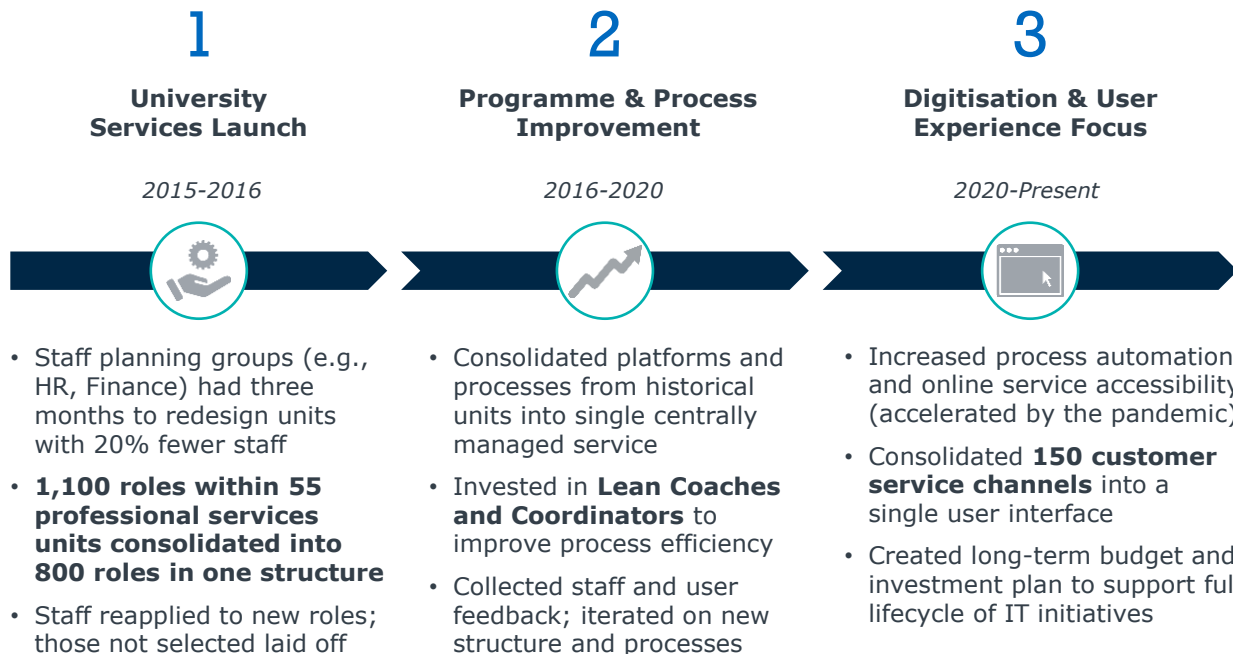 1
University
Services Launch
2015-2016
• Staff planning groups (e.g.,
HR, Finance) had three
months to redesign units
with 20% fewer staff
• 1,100 roles within 55
professional services
units consolidated into
800 roles in one structure
• Staff reapplied to new roles;
those not selected laid off
2
Programme & Process
Improvement
2016-2020
• Consolidated platforms and
processes from historical
units into single centrally
managed service
• Invested in Lean Coaches
and Coordinators to
improve process efficiency
• Collected staff and user
feedback; iterated on new
structure and processes
3
Digitisation & User
Experience Focus
2020-Present
• Increased process automation
and online service accessibility
(accelerated by the pandemic)
• Consolidated 150 customer
service channels into a
single user interface
• Created long-term budget and
investment plan to support ful
lifecycle of IT initiatives